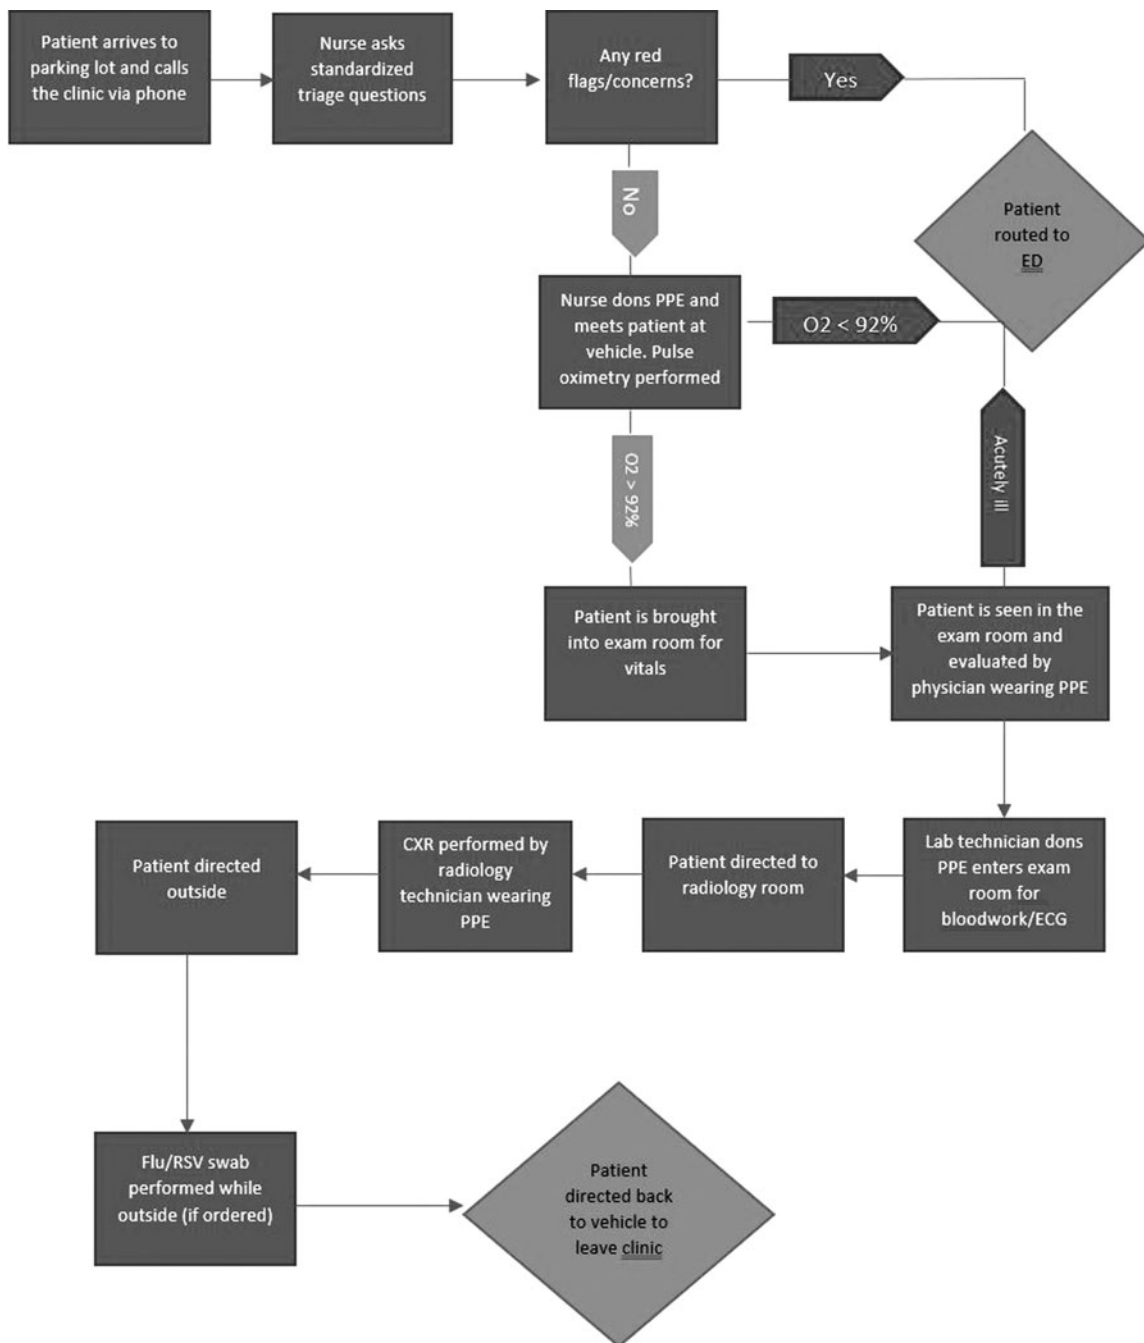 Patient arrives to
parking lot and calls
the clinic via phone
Nurse asks
standardized
triage questions
Any red
flags/concerns?
Yes
Patient
routed to
ED
No
Nurse dons PPE and
meets patient at
vehicle. Pulse
oximetry performed
O2 < 92%
O2 > 92%
Acutely ill
Patient is brought
into exam room for
vitals
Patient is seen in the
exam room and
evaluated by
physician wearing PPE
Lab technician dons
PPE enters exam
room for
bloodwork/ECG
Patient directed to
radiology room
CXR performed by
radiology
technician wearing
PPE
Patient directed
outside
Flu/RSV swab
performed while
outside (if ordered)
Patient
directed back
to vehicle to
leave clinic